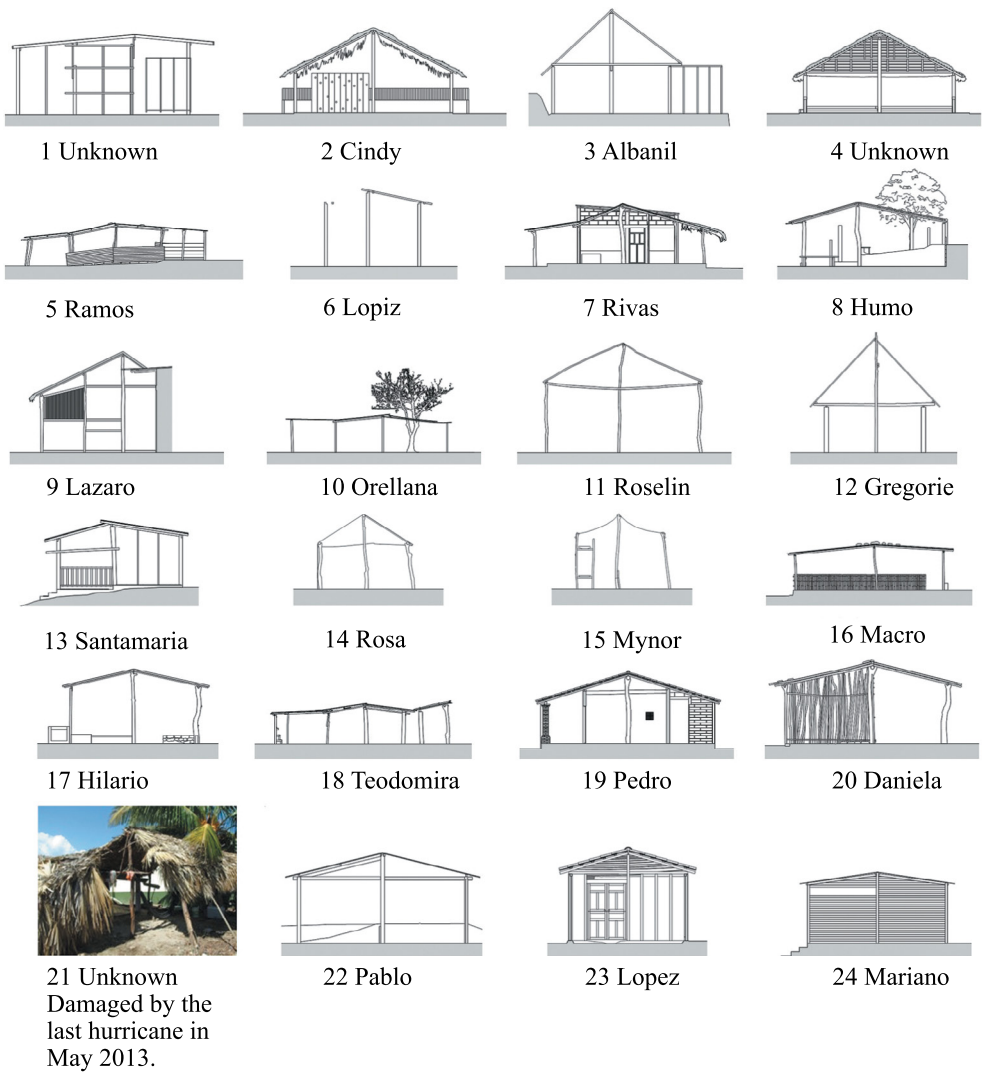 1 Unknown
2 Cindy
3 Albanil
4 Unknown
5 Ramos
6 Lopiz
7 Rivas
8 Humo
9 Lazaro
10 Orellana
11 Roselin
12 Gregorie
13 Santamaria
14 Rosa
15 Mynor
16 Macro
17 Hilario
18 Teodomira
19 Pedro
20 Daniela
21 Unknown
Damaged by the
last hurricane in
May 2013.
22 Pablo
23 Lopez
24 Mariano